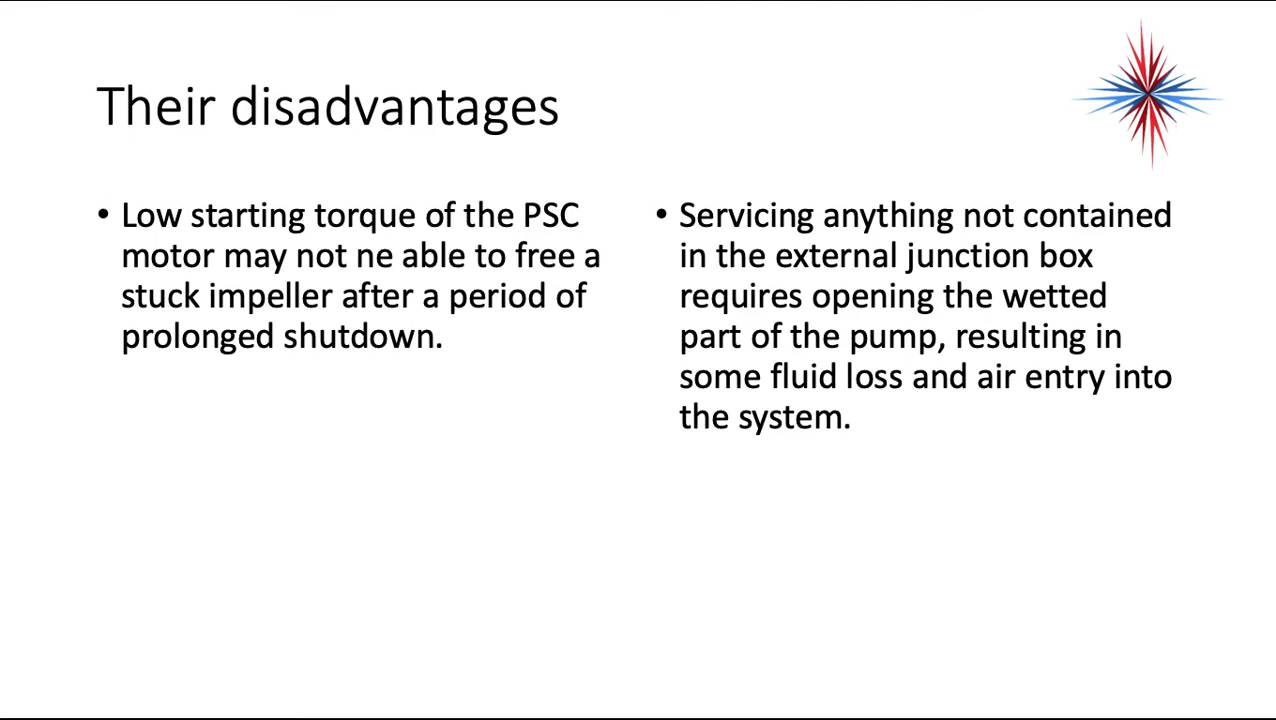 Their disadvantages
• Low starting torque of the PSC
motor may not ne able to free a
stuck impeller after a period of
prolonged shutdown.
• Servicing anything not contained
in the external junction box
requires opening the wetted
part of the pump, resulting in
some fluid loss and air entry into
the system.